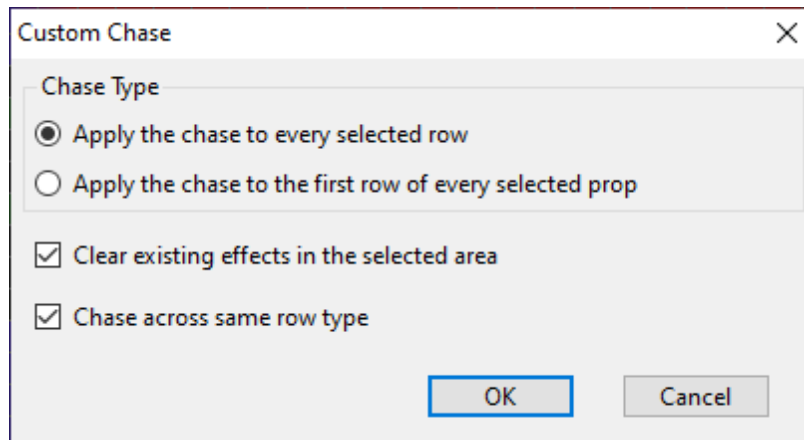 Custom Chase
Chase Type
Apply the chase to every selected row
Apply the chase to the first row of every selected prop
Clear existing effects in the selected area
Chase across same row type
OK Cancel